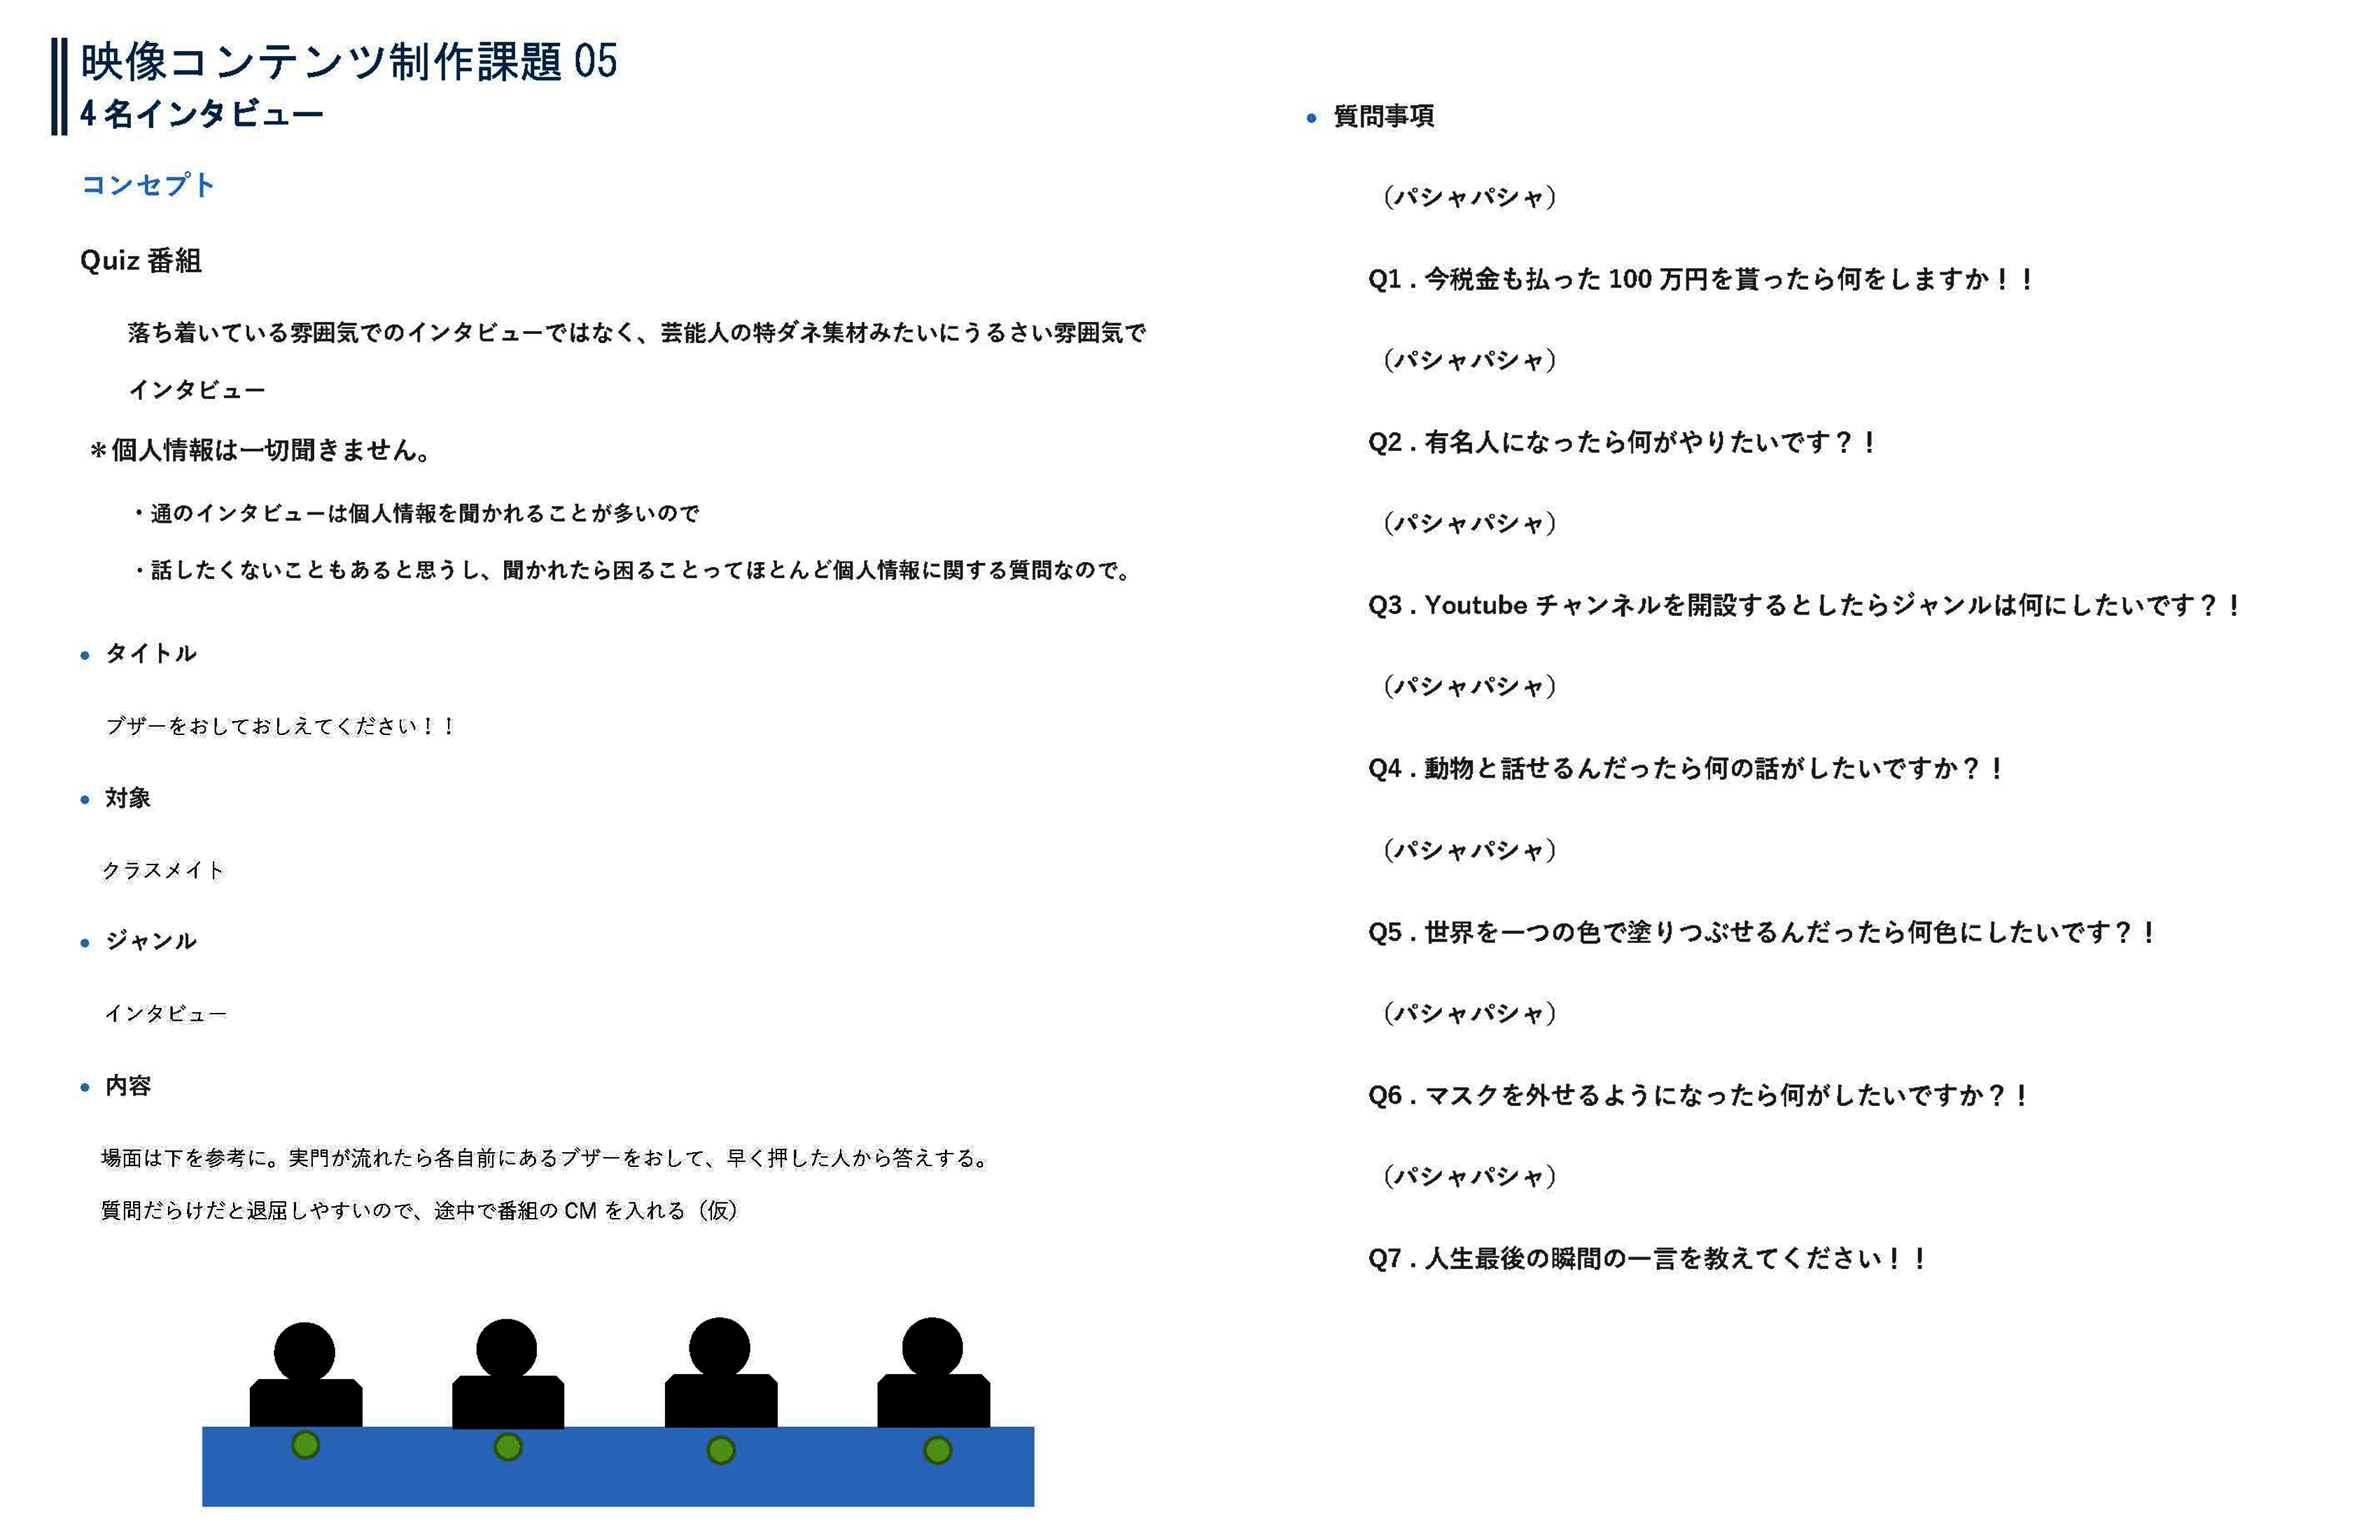 映像コンテンツ制作課題 05
4 名インタビュー
コンセプト
Quiz 番組
落ち着いている雰囲気でのインタビューではなく、芸能人の特ダネ集材みたいにうるさい雰囲気で
インタビュー
＊個人情報は一切聞きません。
・通のインタビューは個人情報を聞かれることが多いので
・話したくないこともあると思うし、聞かれたら困ることってほとんど個人情報に関する質問なので。
• タイトル
ブザーをおしておしえてください！！
• 対象
クラスメイト
• ジャンル
インタビュー
• 内容
場面は下を参考に。実門が流れたら各自前にあるブザーをおして、早く押した人から答えする。
質問だらけだと退屈しやすいので、途中で番組の CM を入れる（仮）
• 質問事項
（パシャパシャ）
Q1 . 今税金も払った 100 万円を貰ったら何をしますか！！
（パシャパシャ）
Q2 . 有名人になったら何がやりたいです？！
（パシャパシャ）
Q3 . Youtube チャンネルを開設するとしたらジャンルは何にしたいです？！
（パシャパシャ）
Q4 . 動物と話せるんだったら何の話がしたいですか？！
（パシャパシャ）
Q5 . 世界を一つの色で塗りつぶせるんだったら何色にしたいです？！
（パシャパシャ）
Q6 . マスクを外せるようになったら何がしたいですか？！
（パシャパシャ）
Q7 . 人生最後の瞬間の一言を教えてください！！